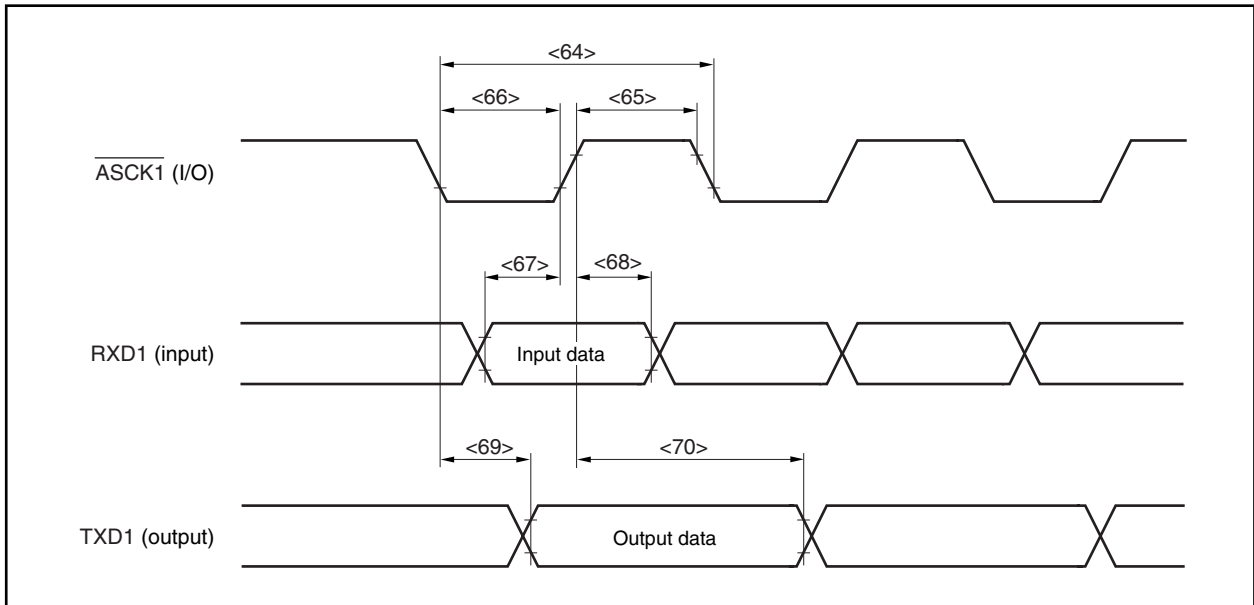 <64>
<66>
<65>
ASCK1 (I/O)
<67>
<68>
RXD1 (input)
Input data
<69>
<70>
TXD1 (output)
Output data